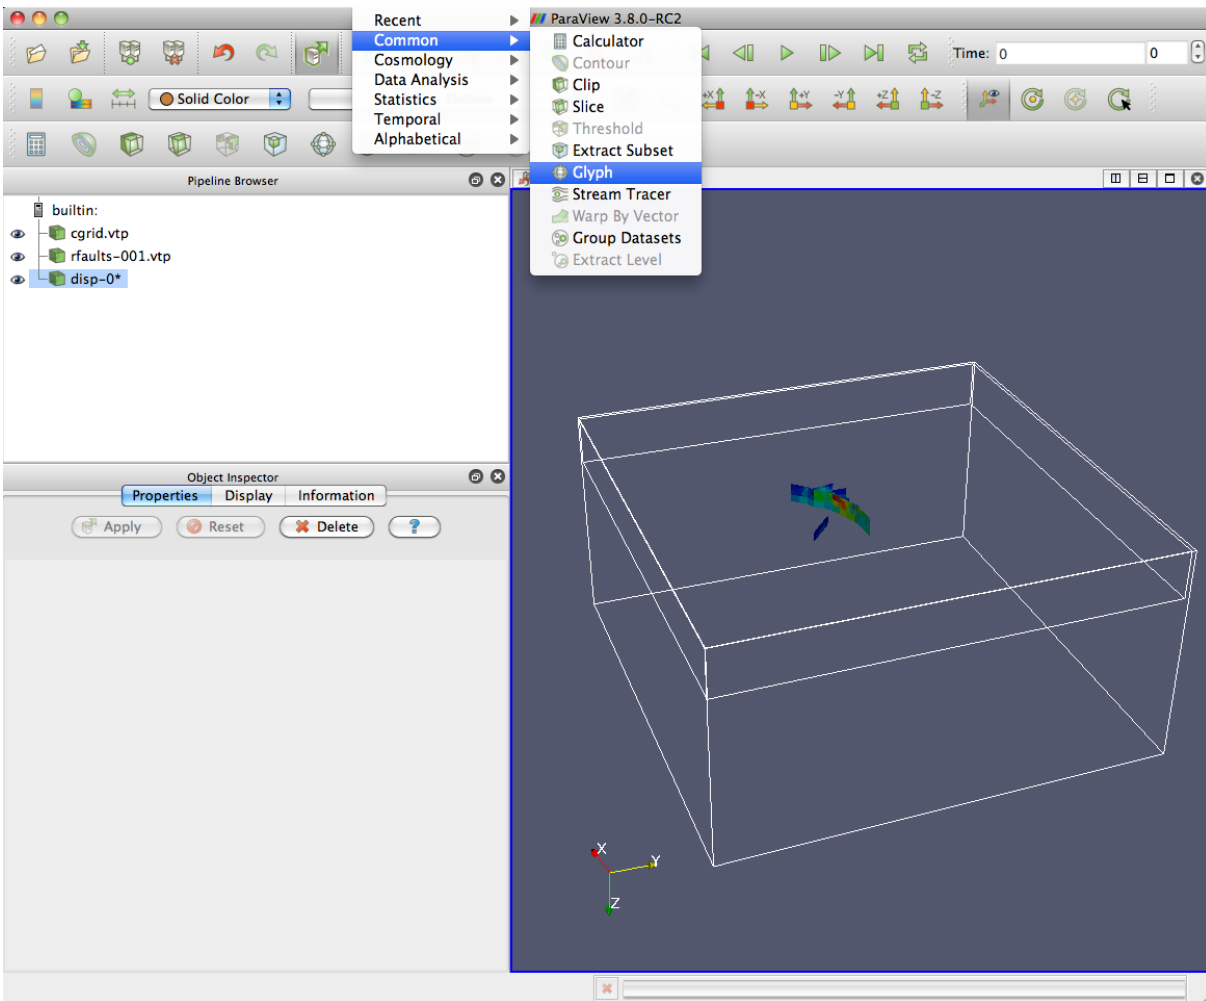 ParaView 3.8.0-RC2
Recent
Common
Cosmology
Data Analysis
Statistics
Temporal
Alphabetical
Calculator
Contour
Clip
Slice
Threshold
Extract Subset
Glyph
Stream Tracer
Warp By Vector
Group Datasets
Extract Level
Time: 0 0
Solid Color
+X -X +Y -Y +Z -Z
Pipeline Browser
builtin:
cgrid.vtp
rfaults-001.vtp
disp-0*
Object Inspector
Properties Display Information
Apply Reset Delete ?
X
Y
Z